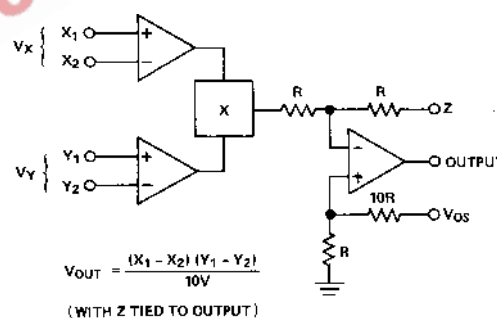 X1
X2
VX
+
−
X
Y1
Y2
VY
+
−
R
R
Z
−
+
OUTPUT
10R
VOS
R
VOUT = (X1 - X2) (Y1 - Y2)
10V
(WITH Z TIED TO OUTPUT)